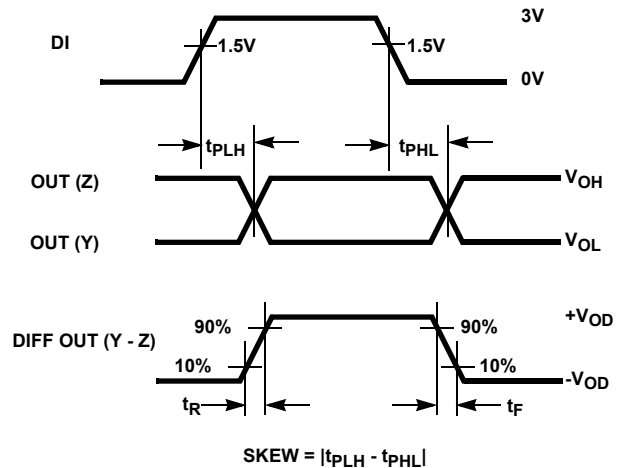 3V
DI
1.5V
1.5V
0V
tPLH
tPHL
OUT (Z)
VOH
OUT (Y)
VOL
+VOD
90%
90%
DIFF OUT (Y - Z)
10%
10%
-VOD
tR
tF
SKEW = |tPLH - tPHL|